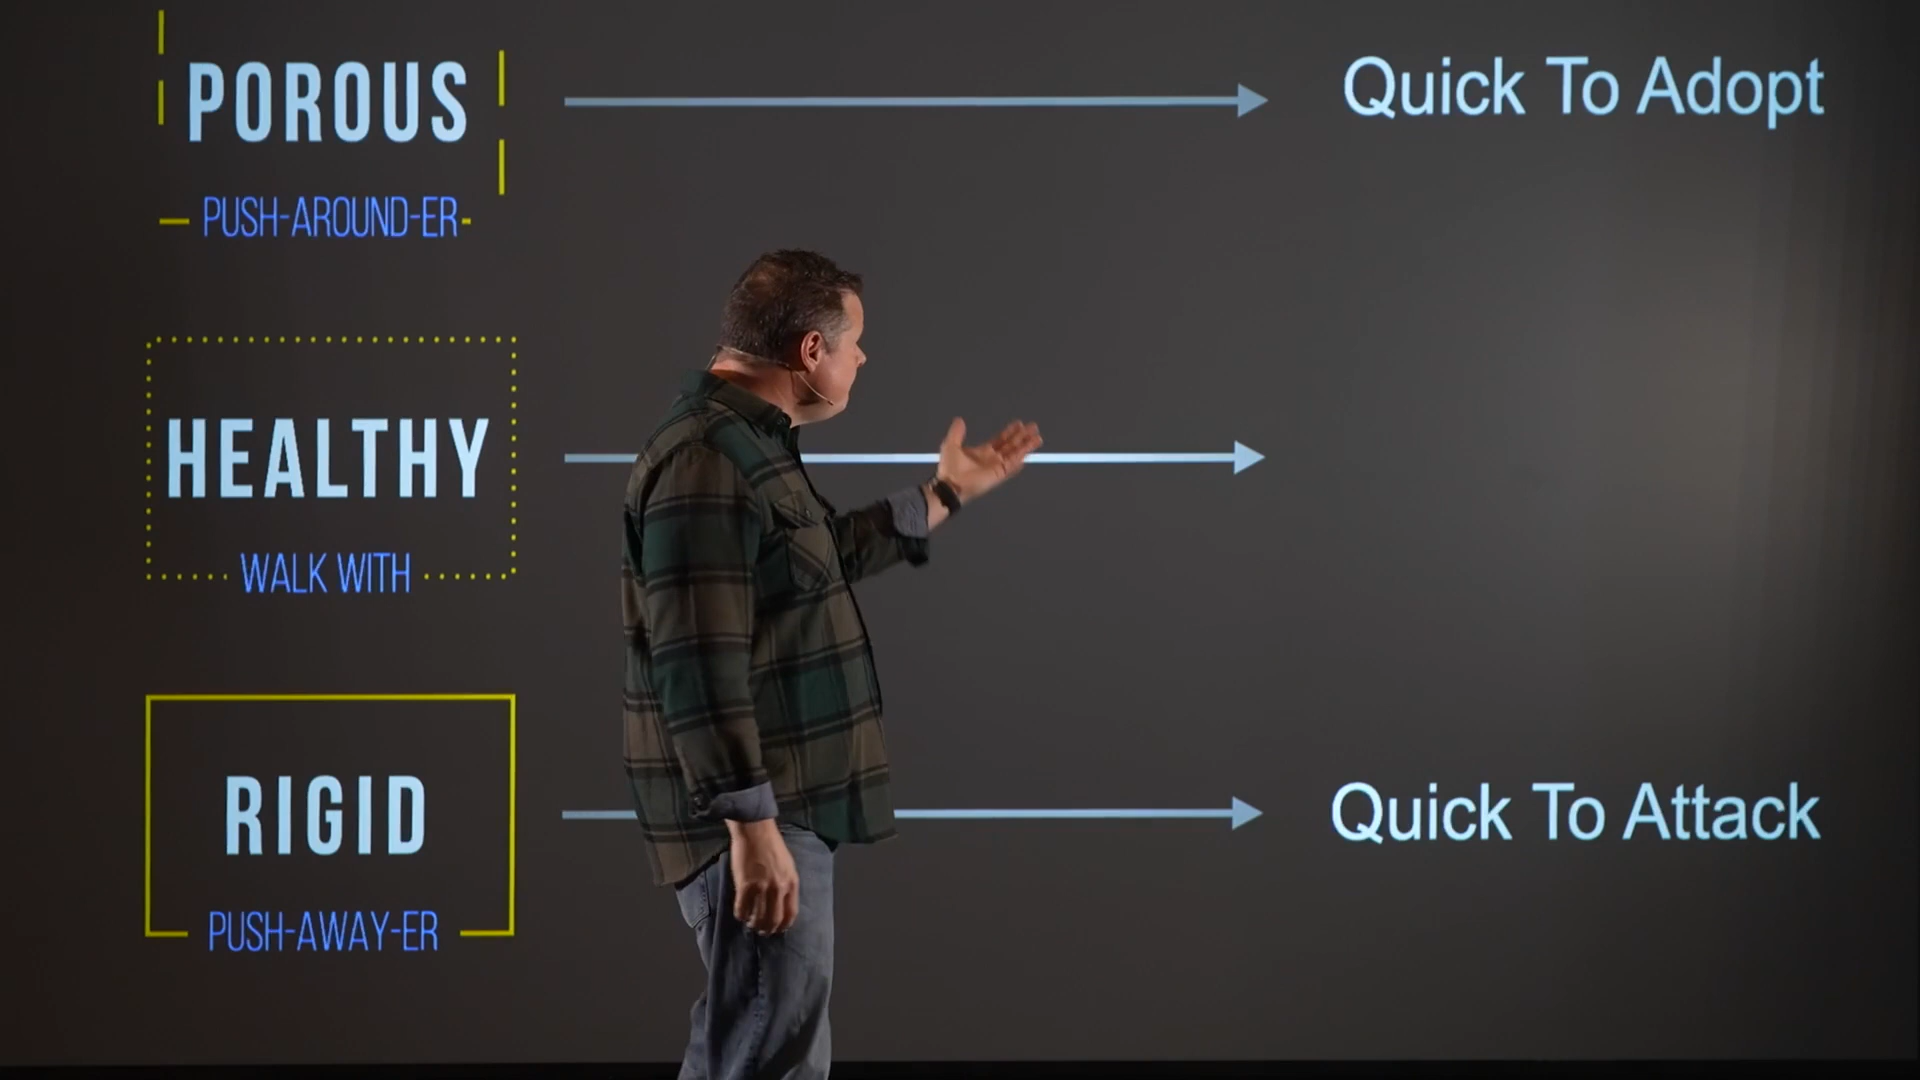 POROUS
Quick To Adopt
PUSH-AROUND-ER
HEALTHY
WALK WITH
RIGID
Quick To Attack
PUSH-AWAY-ER